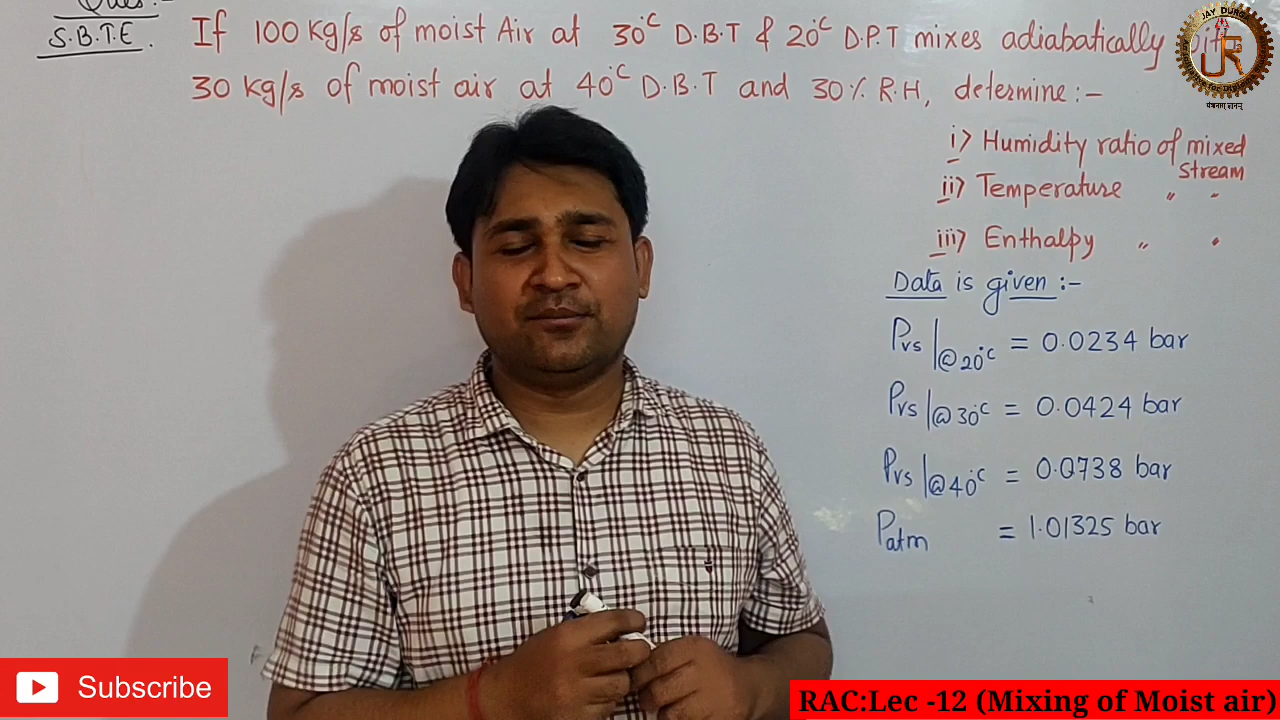 Ques:-
S.B.T.E.
If 100 Kg/s of moist Air at 30°C D.B.T & 20°C D.P.T mixes adiabatically
30 kg/s of moist air at 40°C D.B.T and 30% R.H, determine:-
i> Humidity ratio of mixed
stream
ii> Temperature " "
iii> Enthalpy " "
Data is given :-
Pvs|@20°C = 0.0234 bar
Pvs|@30°C = 0.0424 bar
Pvs|@40°C = 0.0738 bar
Patm = 1.01325 bar
JAY DURGA
JR
Subscribe
RAC:Lec -12 (Mixing of Moist air)